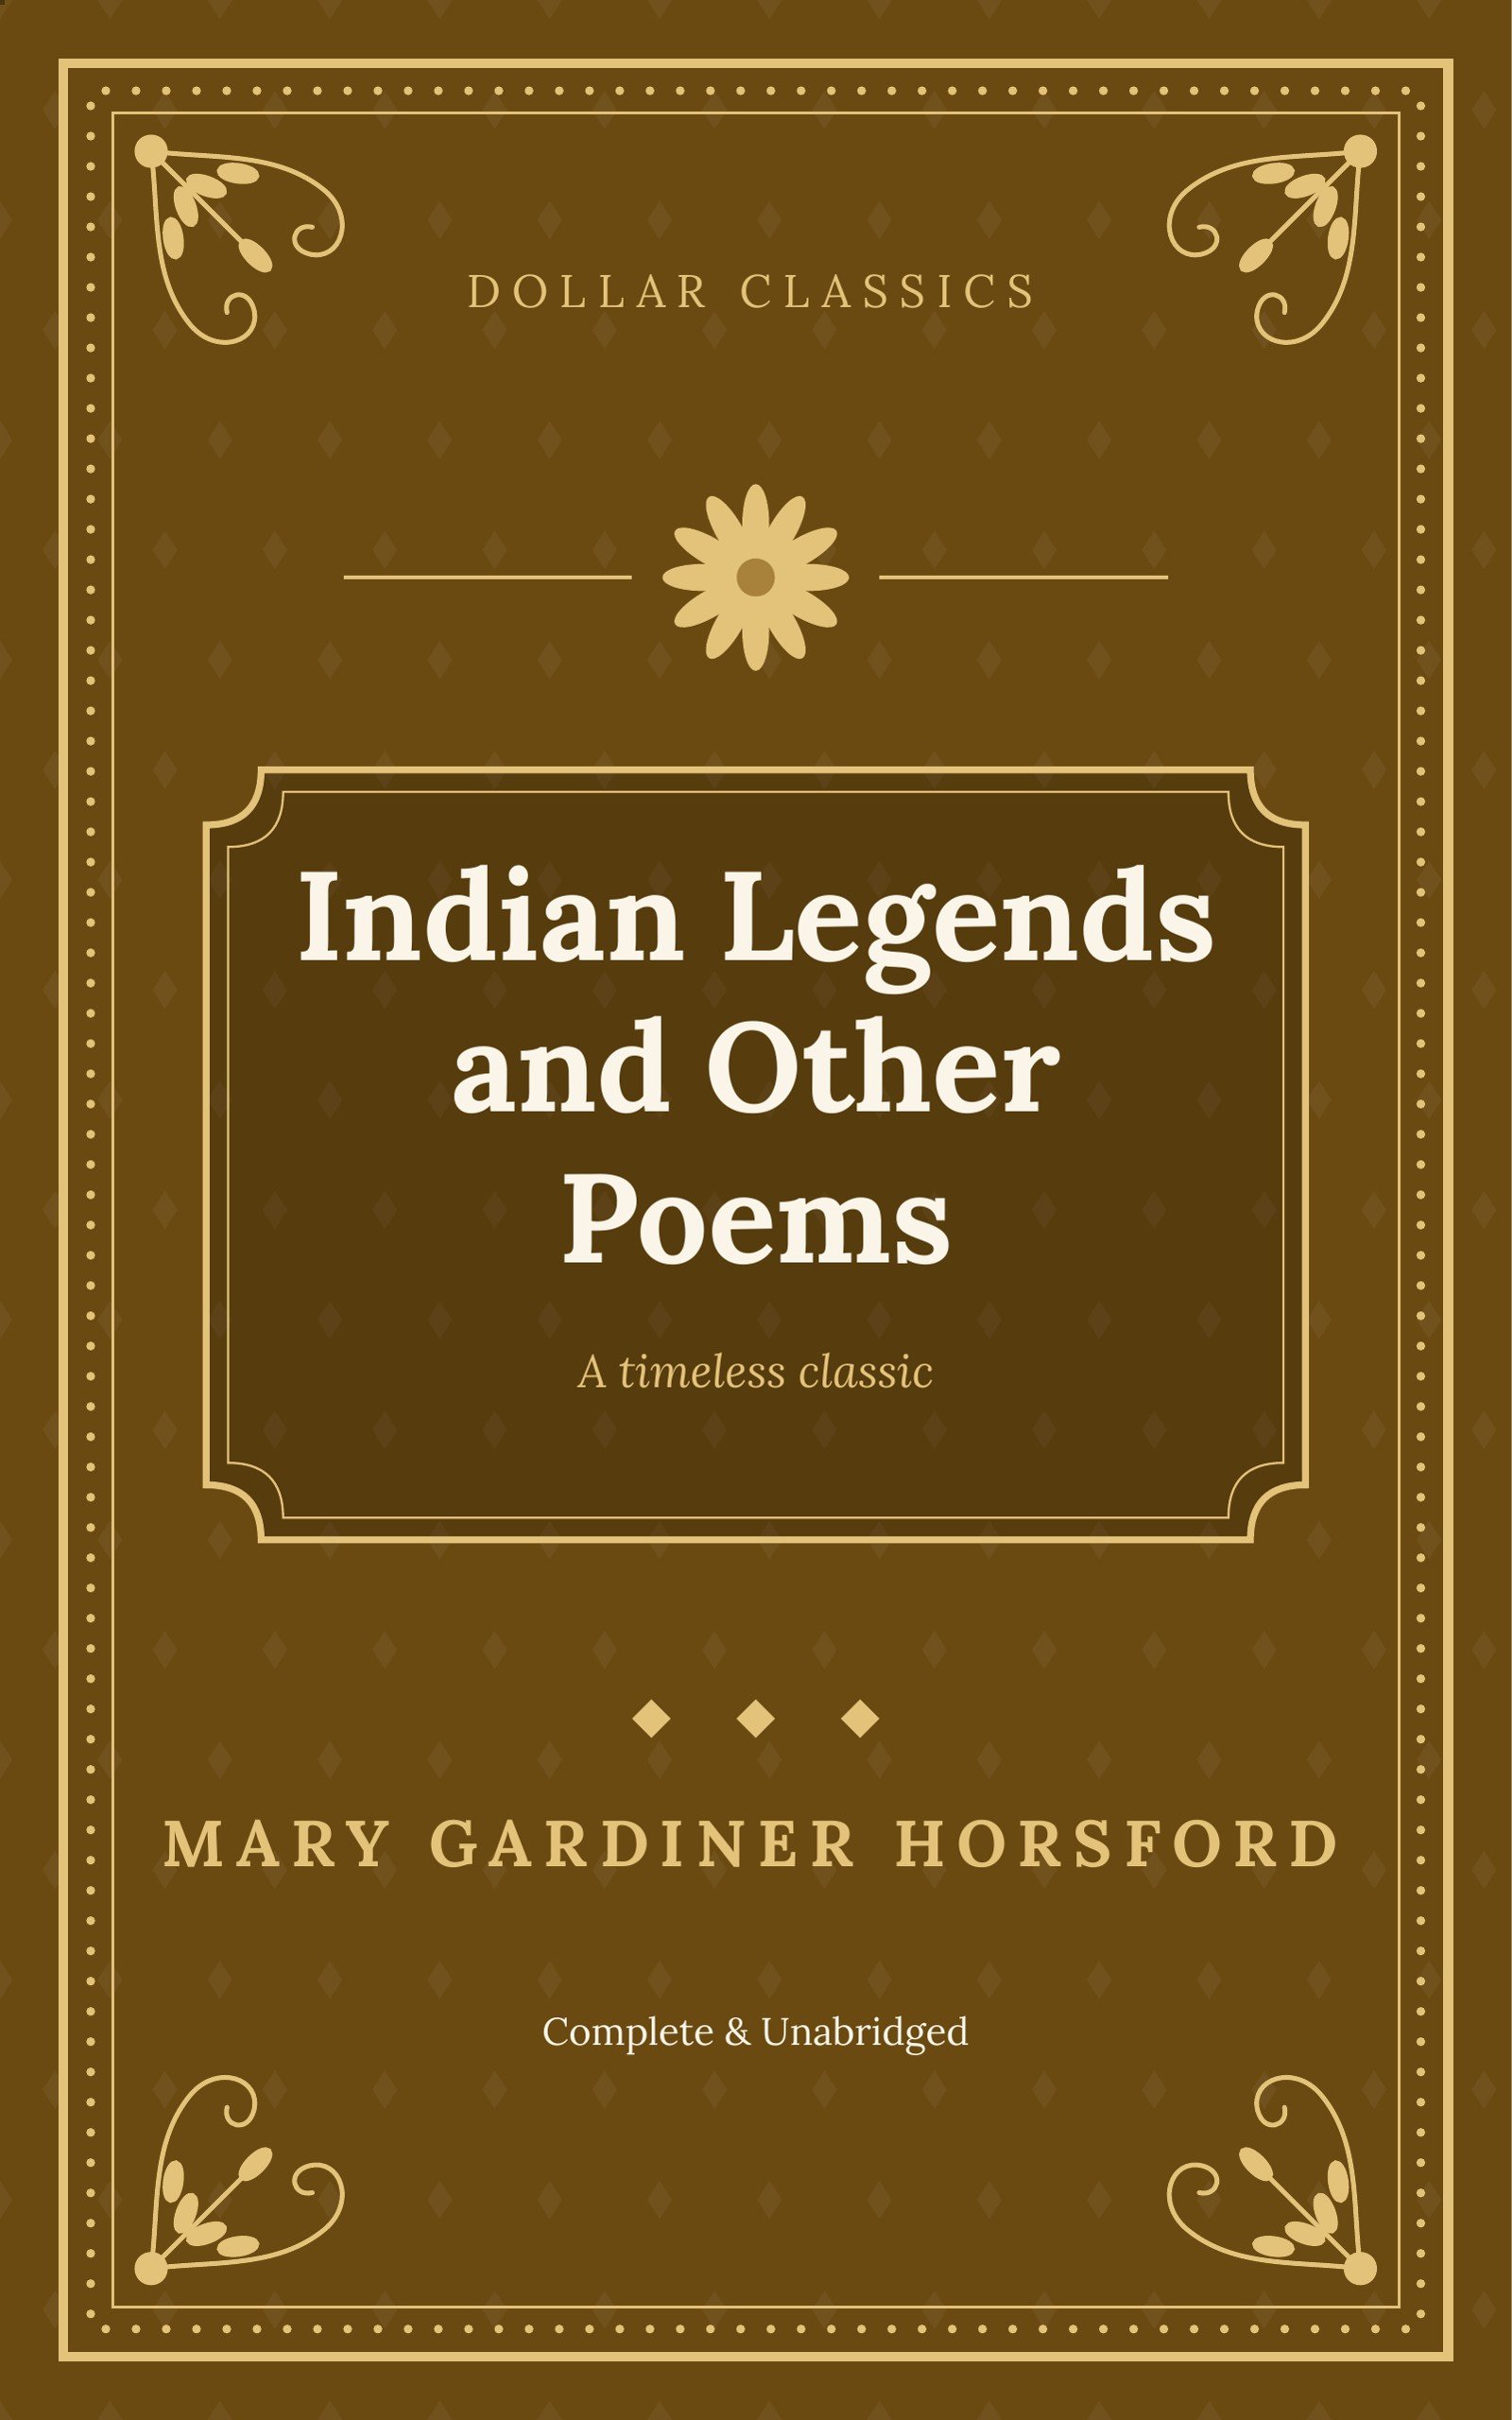 DOLLAR CLASSICS
Indian Legends
and Other
Poems
A timeless classic
MARY GARDINER HORSFORD
Complete & Unabridged